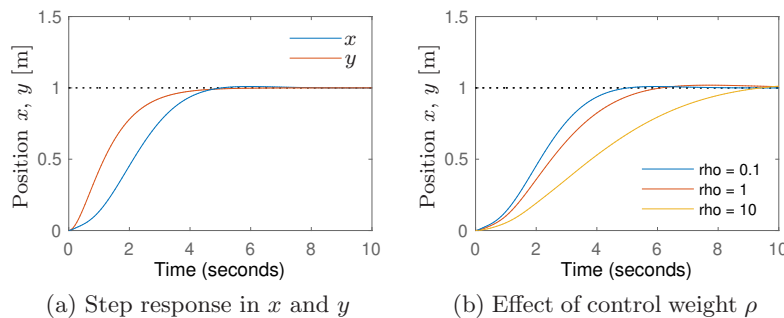 1.5
1
0.5
0
0 2 4 6 8 10
Position x, y [m]
Time (seconds)
x
y
(a) Step response in x and y
1.5
1
0.5
0
0 2 4 6 8 10
Position x, y [m]
Time (seconds)
rho = 0.1
rho = 1
rho = 10
(b) Effect of control weight ρ